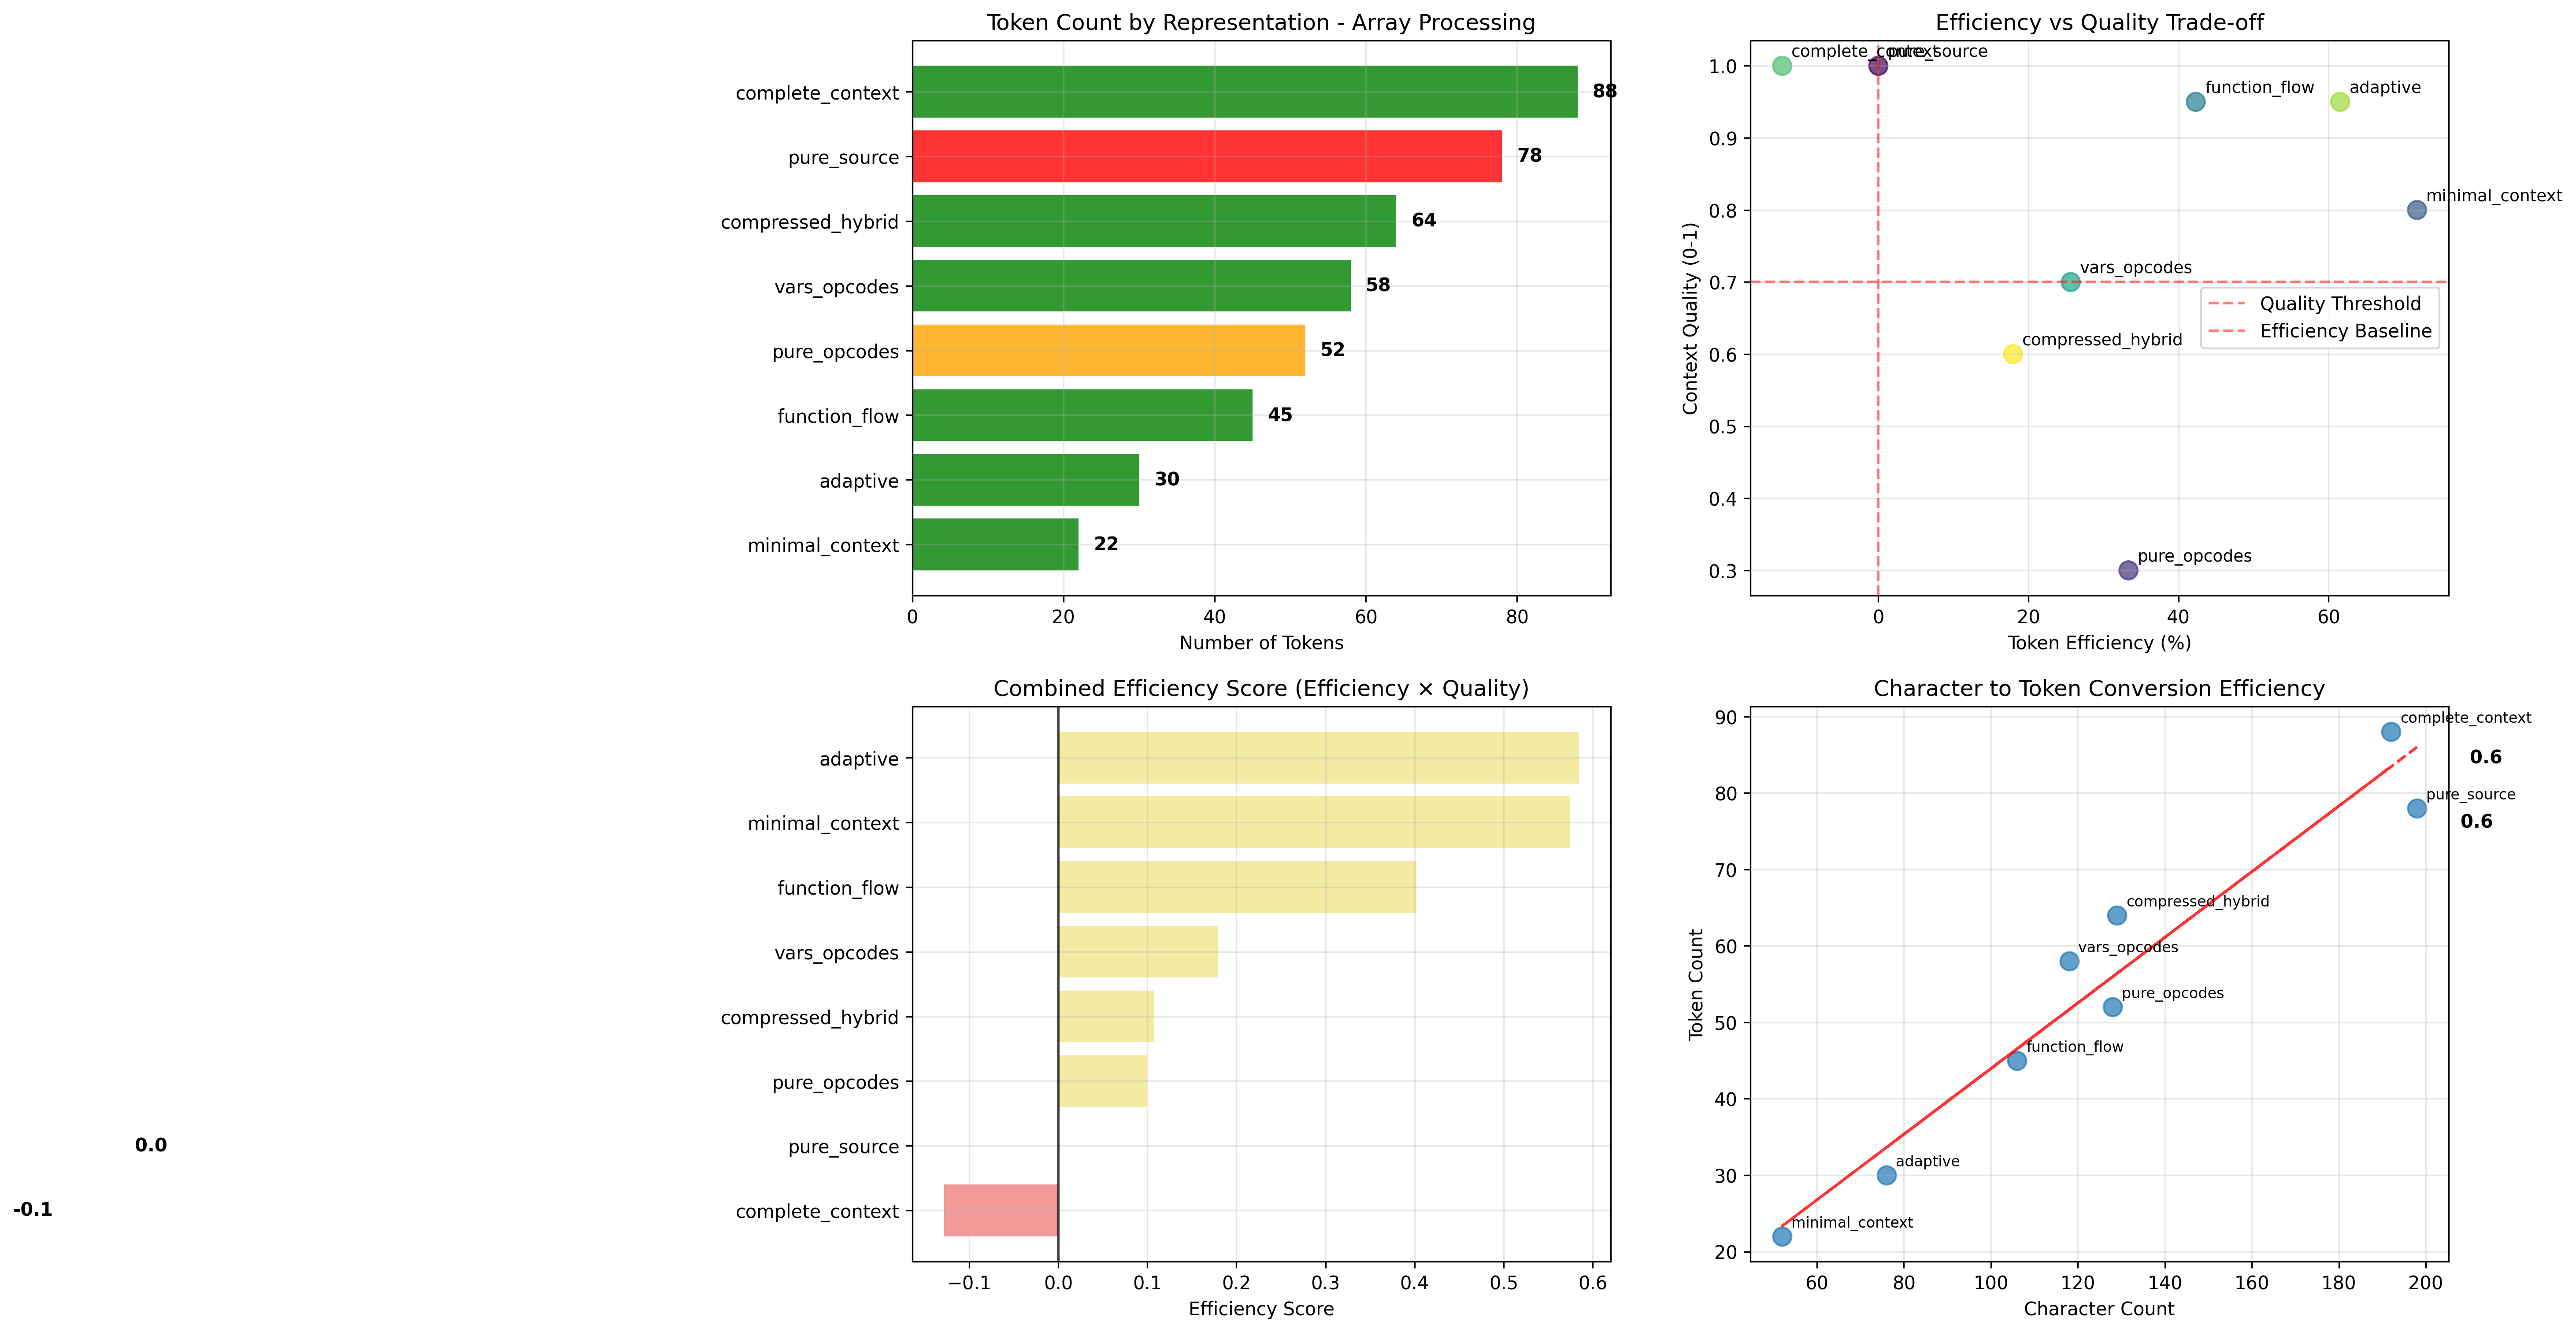 Token Count by Representation - Array Processing
complete_context
88
pure_source
78
compressed_hybrid
64
vars_opcodes
58
pure_opcodes
52
function_flow
45
adaptive
30
minimal_context
22
0 20 40 60 80
Number of Tokens
Efficiency vs Quality Trade-off
Context Quality (0-1)
1.0
0.9
0.8
0.7
0.6
0.5
0.4
0.3
complete_context
pure_source
function_flow
adaptive
minimal_context
vars_opcodes
Quality Threshold
Efficiency Baseline
compressed_hybrid
pure_opcodes
0 20 40 60
Token Efficiency (%)
Combined Efficiency Score (Efficiency × Quality)
adaptive
minimal_context
function_flow
vars_opcodes
compressed_hybrid
pure_opcodes
0.0
pure_source
-0.1
complete_context
−0.1 0.0 0.1 0.2 0.3 0.4 0.5 0.6
Efficiency Score
Character to Token Conversion Efficiency
Token Count
90
80
70
60
50
40
30
20
complete_context
0.6
pure_source
0.6
compressed_hybrid
vars_opcodes
pure_opcodes
function_flow
adaptive
minimal_context
60 80 100 120 140 160 180 200
Character Count